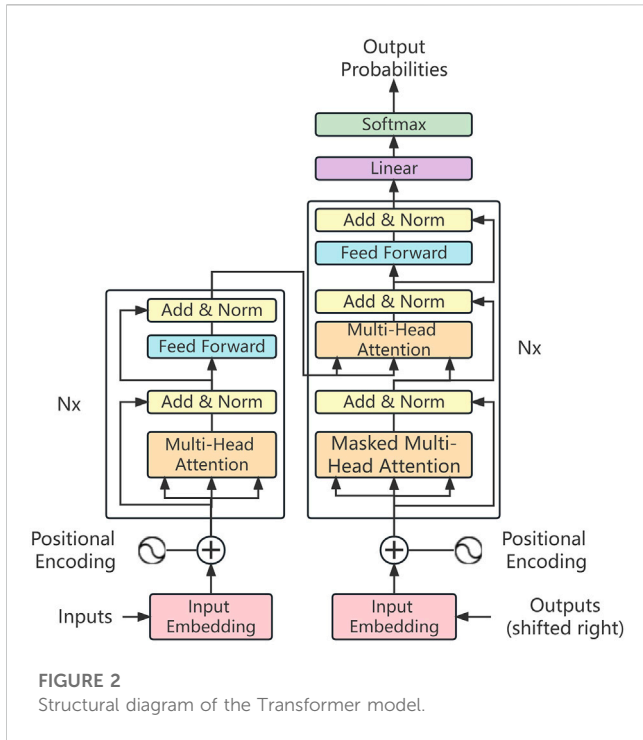 Output
Probabilities
Softmax
Linear
Add & Norm
Feed Forward
Add & Norm
Multi-Head
Attention
Nx
Add & Norm
Masked Multi-
Head Attention
Add & Norm
Feed Forward
Nx
Add & Norm
Multi-Head
Attention
Positional
Encoding
Positional
Encoding
Inputs
Input
Embedding
Input
Embedding
Outputs
(shifted right)
FIGURE 2
Structural diagram of the Transformer model.